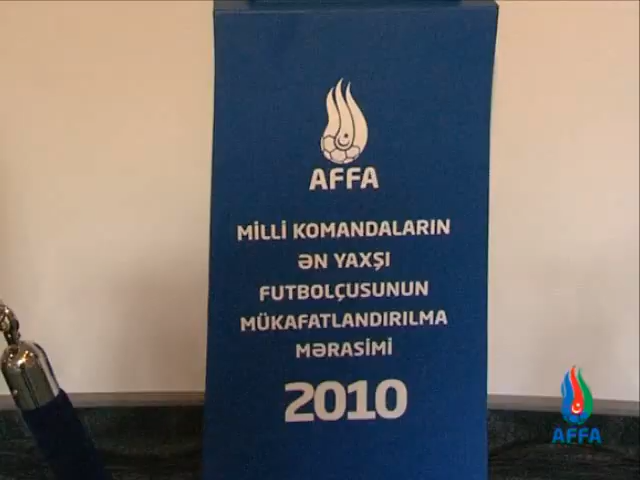 AFFA
MİLLİ KOMANDALARIN
ƏN YAXŞI
FUTBOLÇUSUNUN
MÜKAFATLANDIRILMA
MƏRASİMİ
2010
AFFA